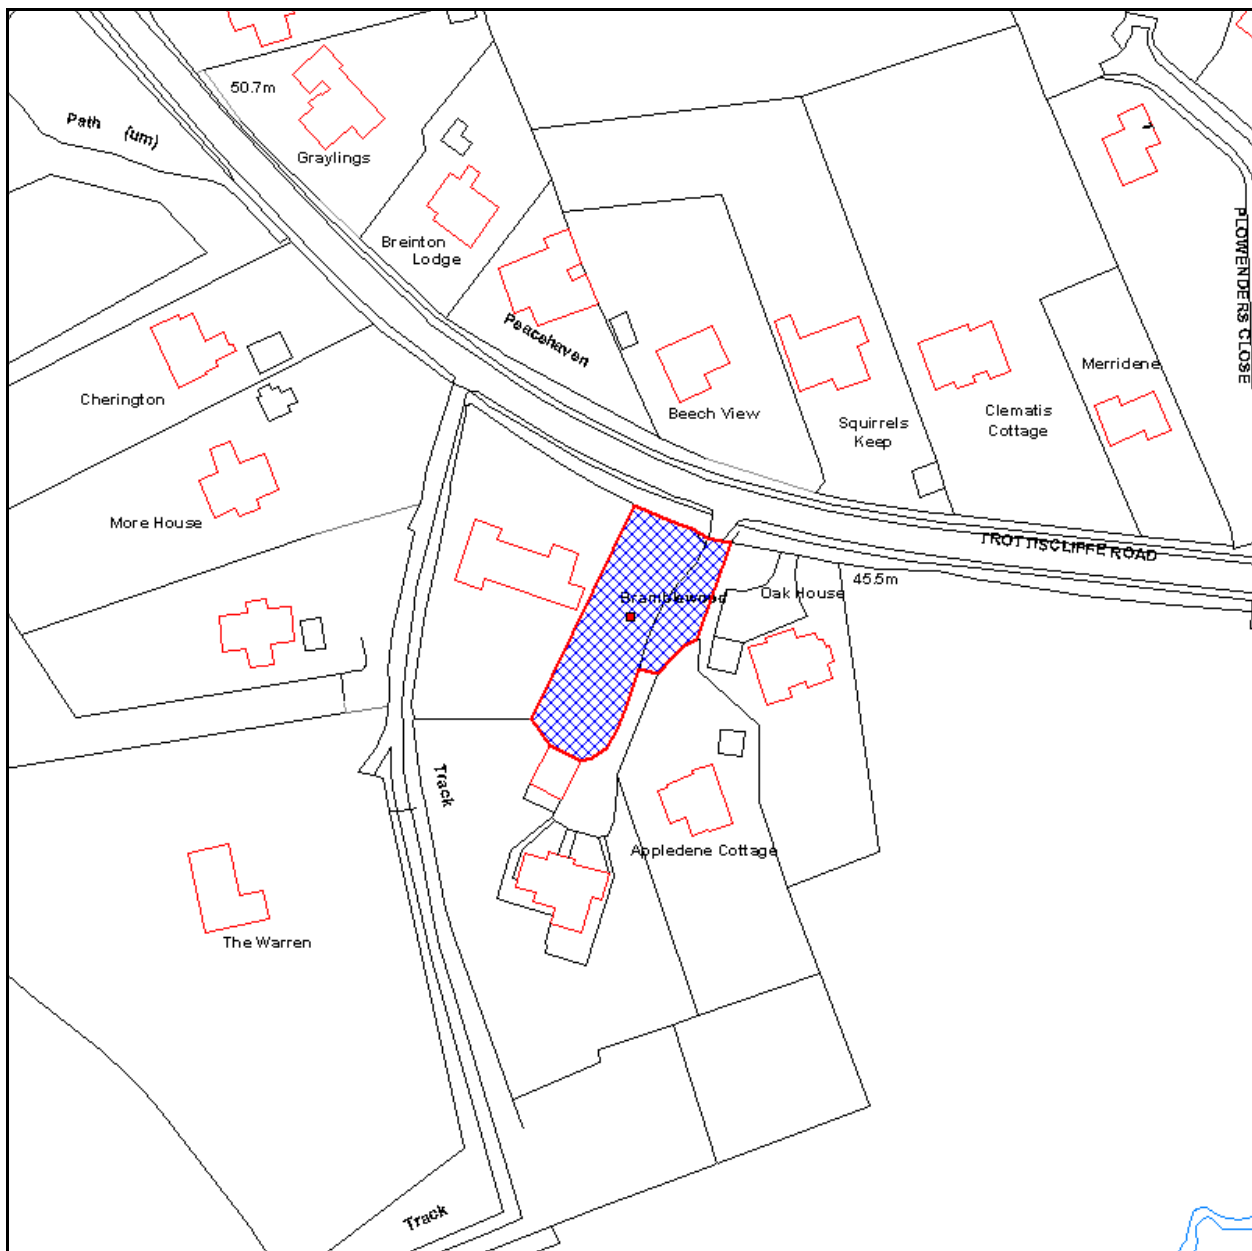 50.7m
Path (um)
Graylings
Breinton
Lodge
PLOWENDERS CLOSE
Peacehaven
Cherington
Beech View
Merridene
Squirrels
Keep
Clematis
Cottage
More House
TROTTISCLIFFE ROAD
45.5m
Bramblewood
Oak House
Track
Appledene Cottage
The Warren
Track